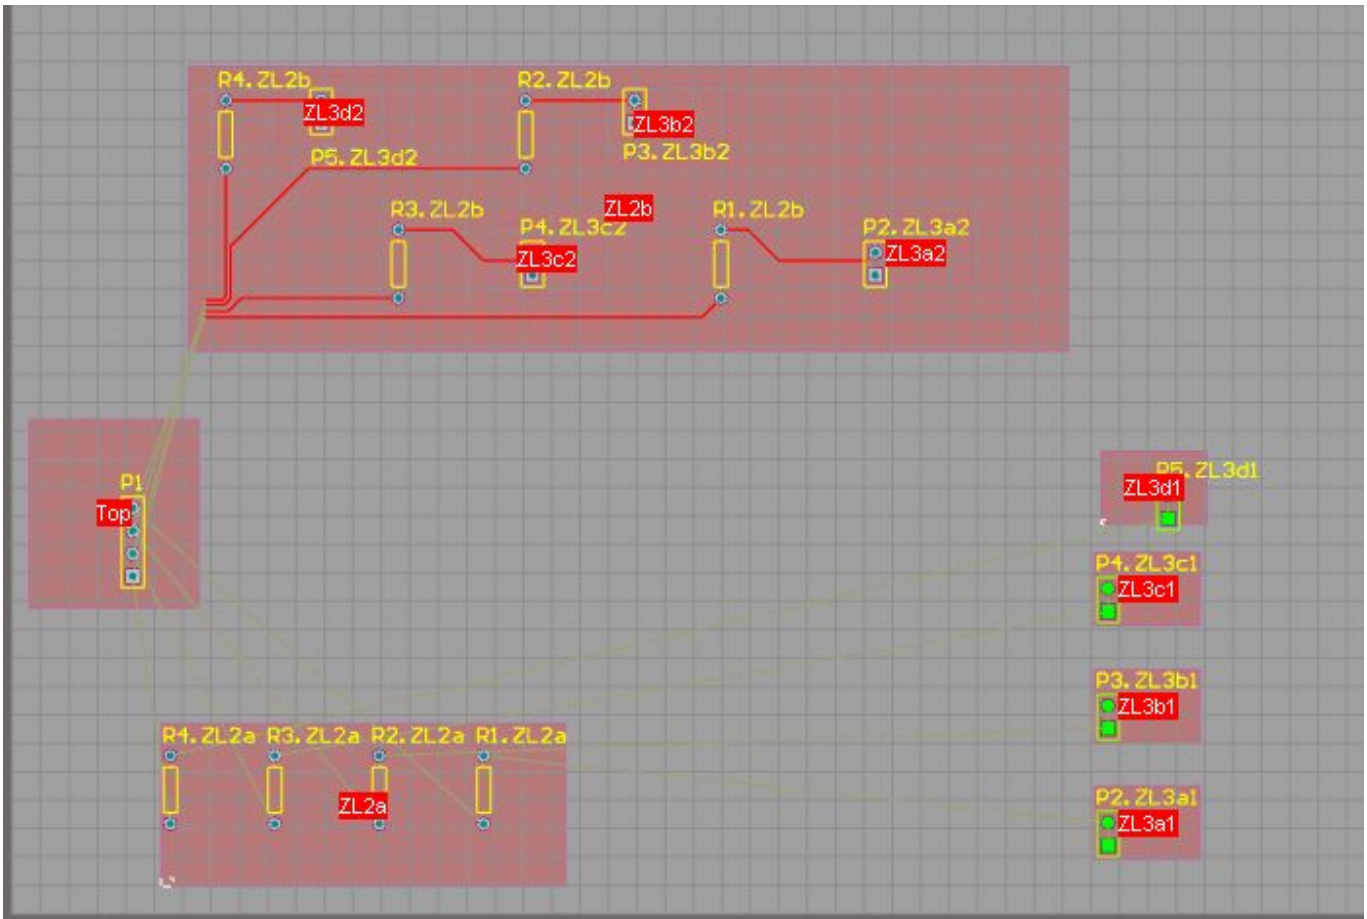 R4.ZL2b
R2.ZL2b
ZL3d2
ZL3b2
P5.ZL3d2
P3.ZL3b2
R3.ZL2b
ZL2b
R1.ZL2b
P4.ZL3c2
P2.ZL3a2
ZL3c2
ZL3a2
P1
Top
P5.ZL3d1
ZL3d1
P4.ZL3c1
ZL3c1
P3.ZL3b1
ZL3b1
R4.ZL2a R3.ZL2a R2.ZL2a R1.ZL2a
ZL2a
P2.ZL3a1
ZL3a1